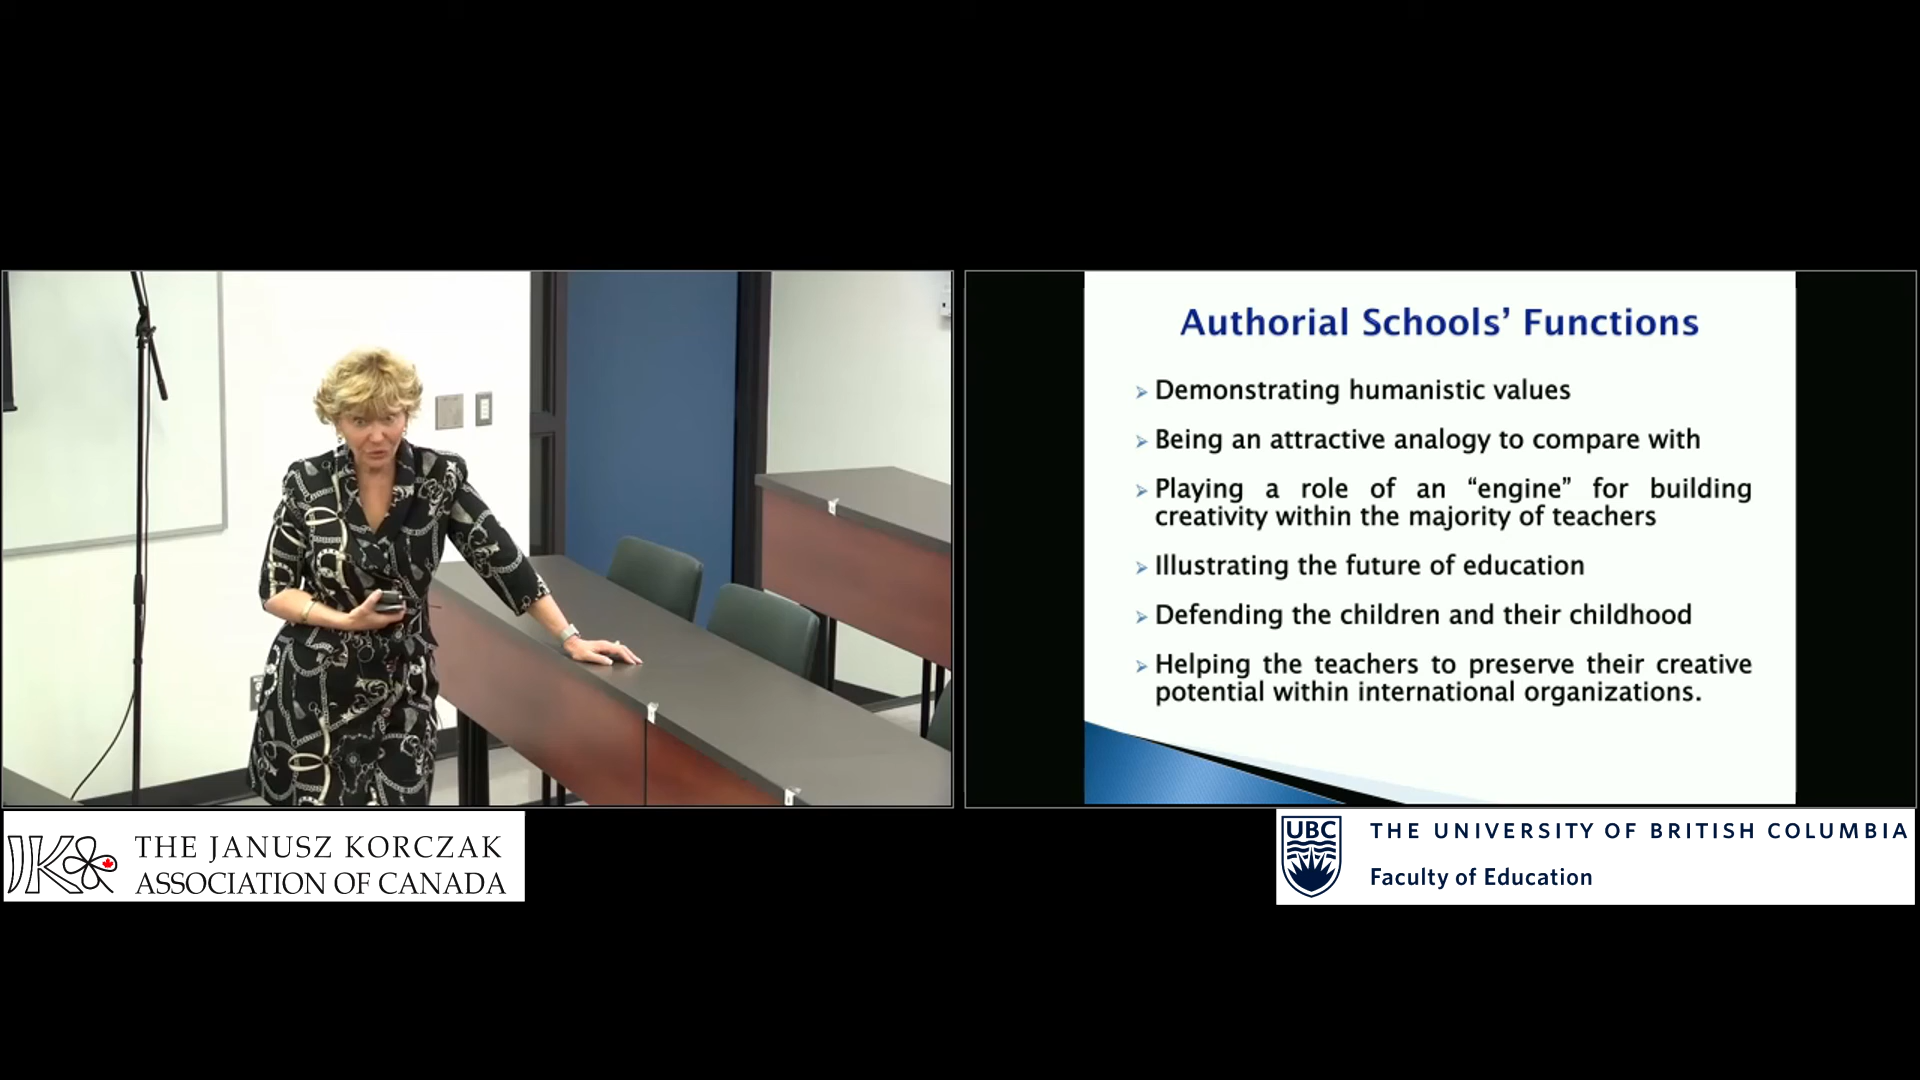 Authorial Schools’ Functions
Demonstrating humanistic values
Being an attractive analogy to compare with
Playing a role of an “engine” for building
creativity within the majority of teachers
Illustrating the future of education
Defending the children and their childhood
Helping the teachers to preserve their creative
potential within international organizations.
JK
THE JANUSZ KORCZAK
ASSOCIATION OF CANADA
UBC
THE UNIVERSITY OF BRITISH COLUMBIA
Faculty of Education